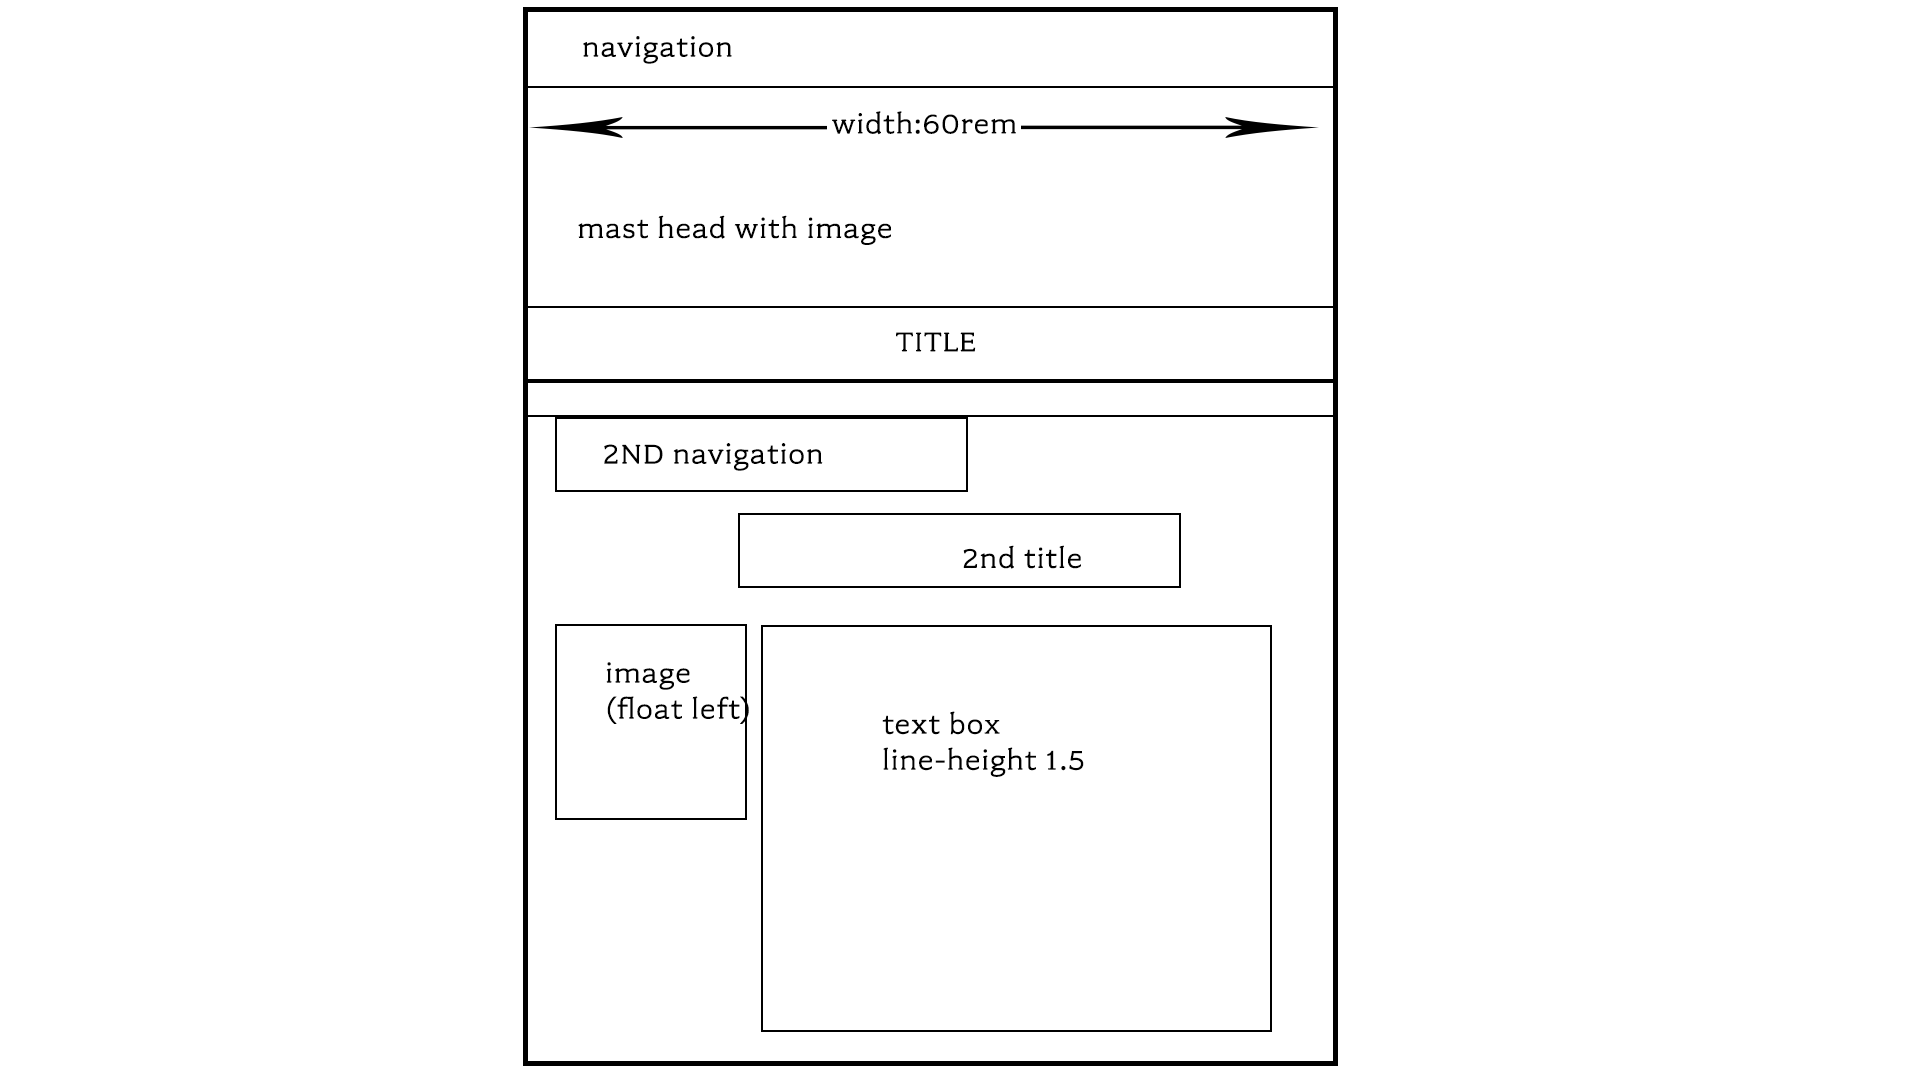 navigation
width:60rem
mast head with image
TITLE
2ND navigation
2nd title
image
(float left)
text box
line-height 1.5